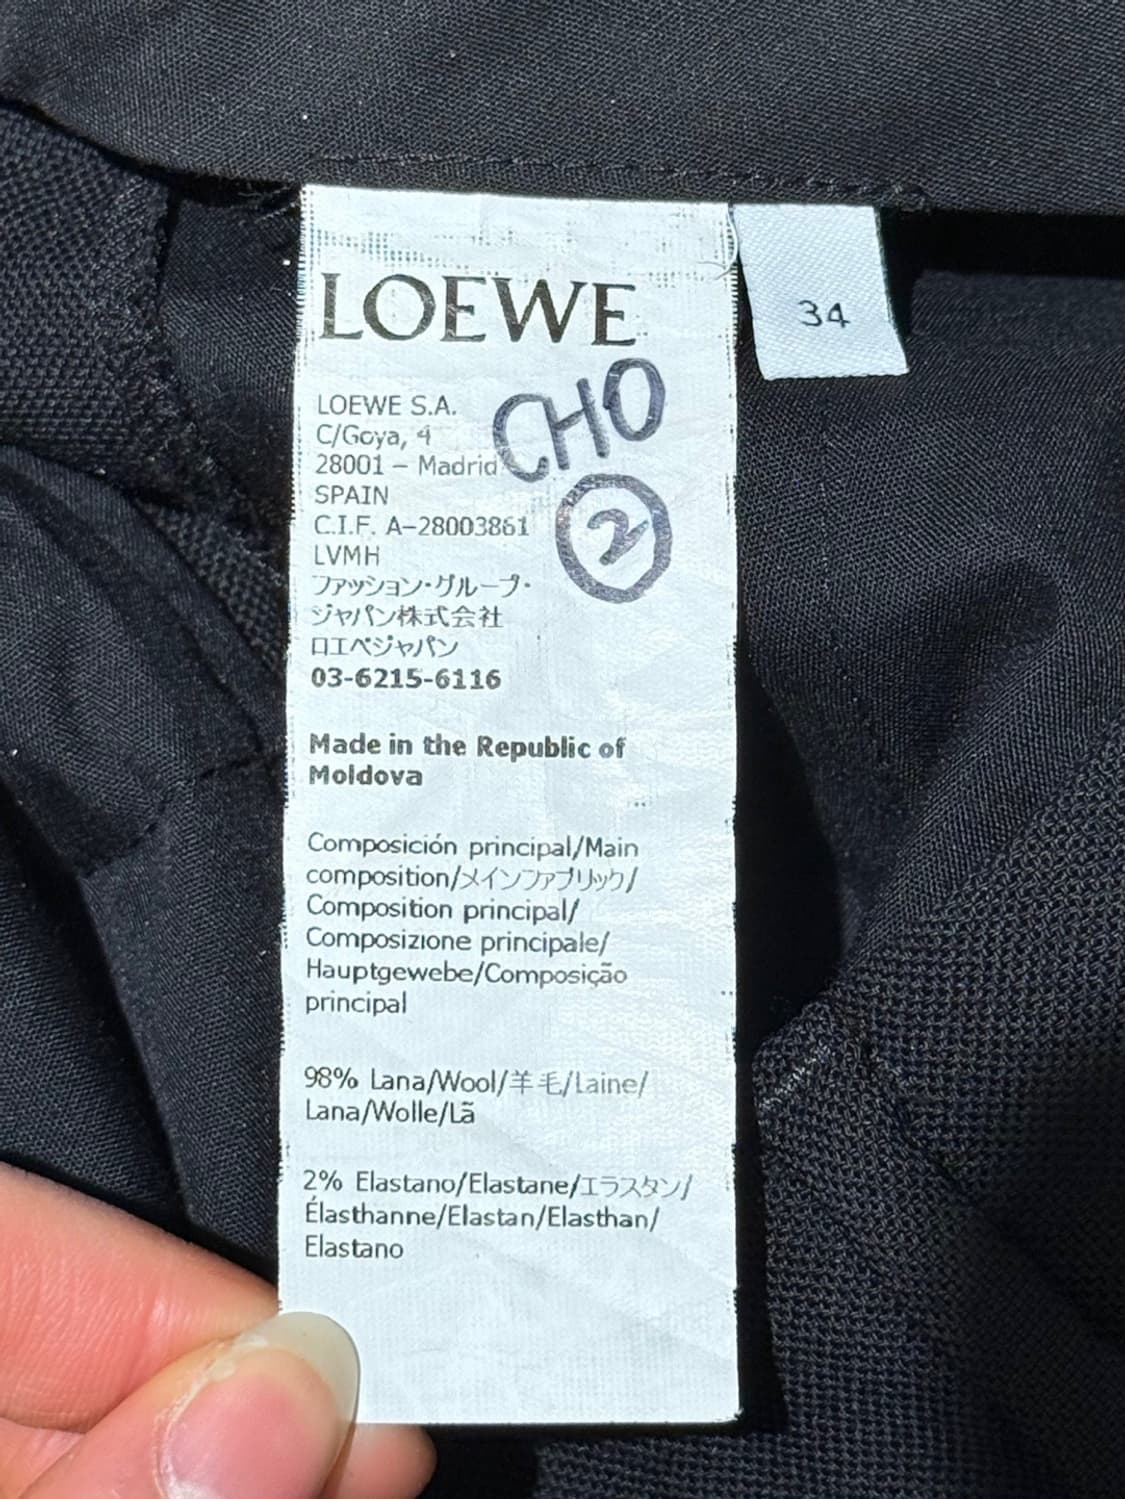 LOEWE
34
LOEWE S.A.
C/Goya, 4
28001 – Madrid
SPAIN
C.I.F. A-28003861
LVMH
ファッション・グループ・
ジャパン株式会社
ロエベジャパン
03-6215-6116
CHO
2
Made in the Republic of
Moldova
Composición principal/Main
composition/メインファブリック/
Composition principal/
Composizione principale/
Hauptgewebe/Composição
principal
98% Lana/Wool/羊毛/Laine/
Lana/Wolle/Lã
2% Elastano/Elastane/エラスタン/
Élasthanne/Elastan/Elasthan/
Elastano